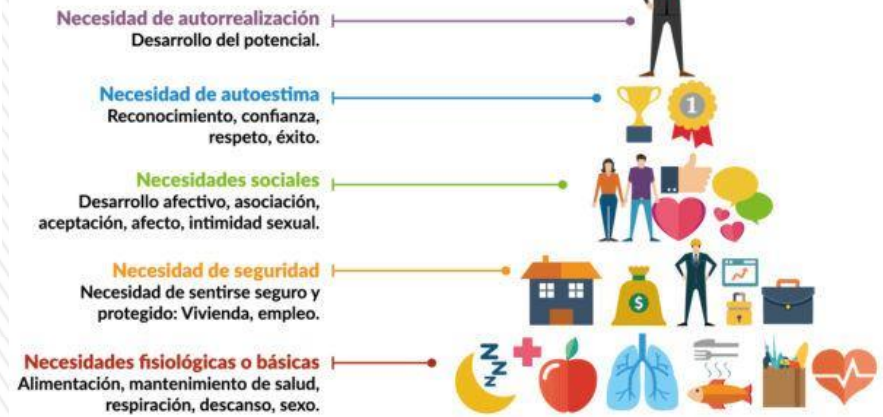 Necesidad de autorrealización
Desarrollo del potencial.
Necesidad de autoestima
Reconocimiento, confianza,
respeto, éxito.
1
Necesidades sociales
Desarrollo afectivo, asociación,
aceptación, afecto, intimidad sexual.
Necesidad de seguridad
Necesidad de sentirse seguro y
protegido: Vivienda, empleo.
$
Necesidades fisiológicas o básicas
Alimentación, mantenimiento de salud,
respiración, descanso, sexo.
ZZZZ